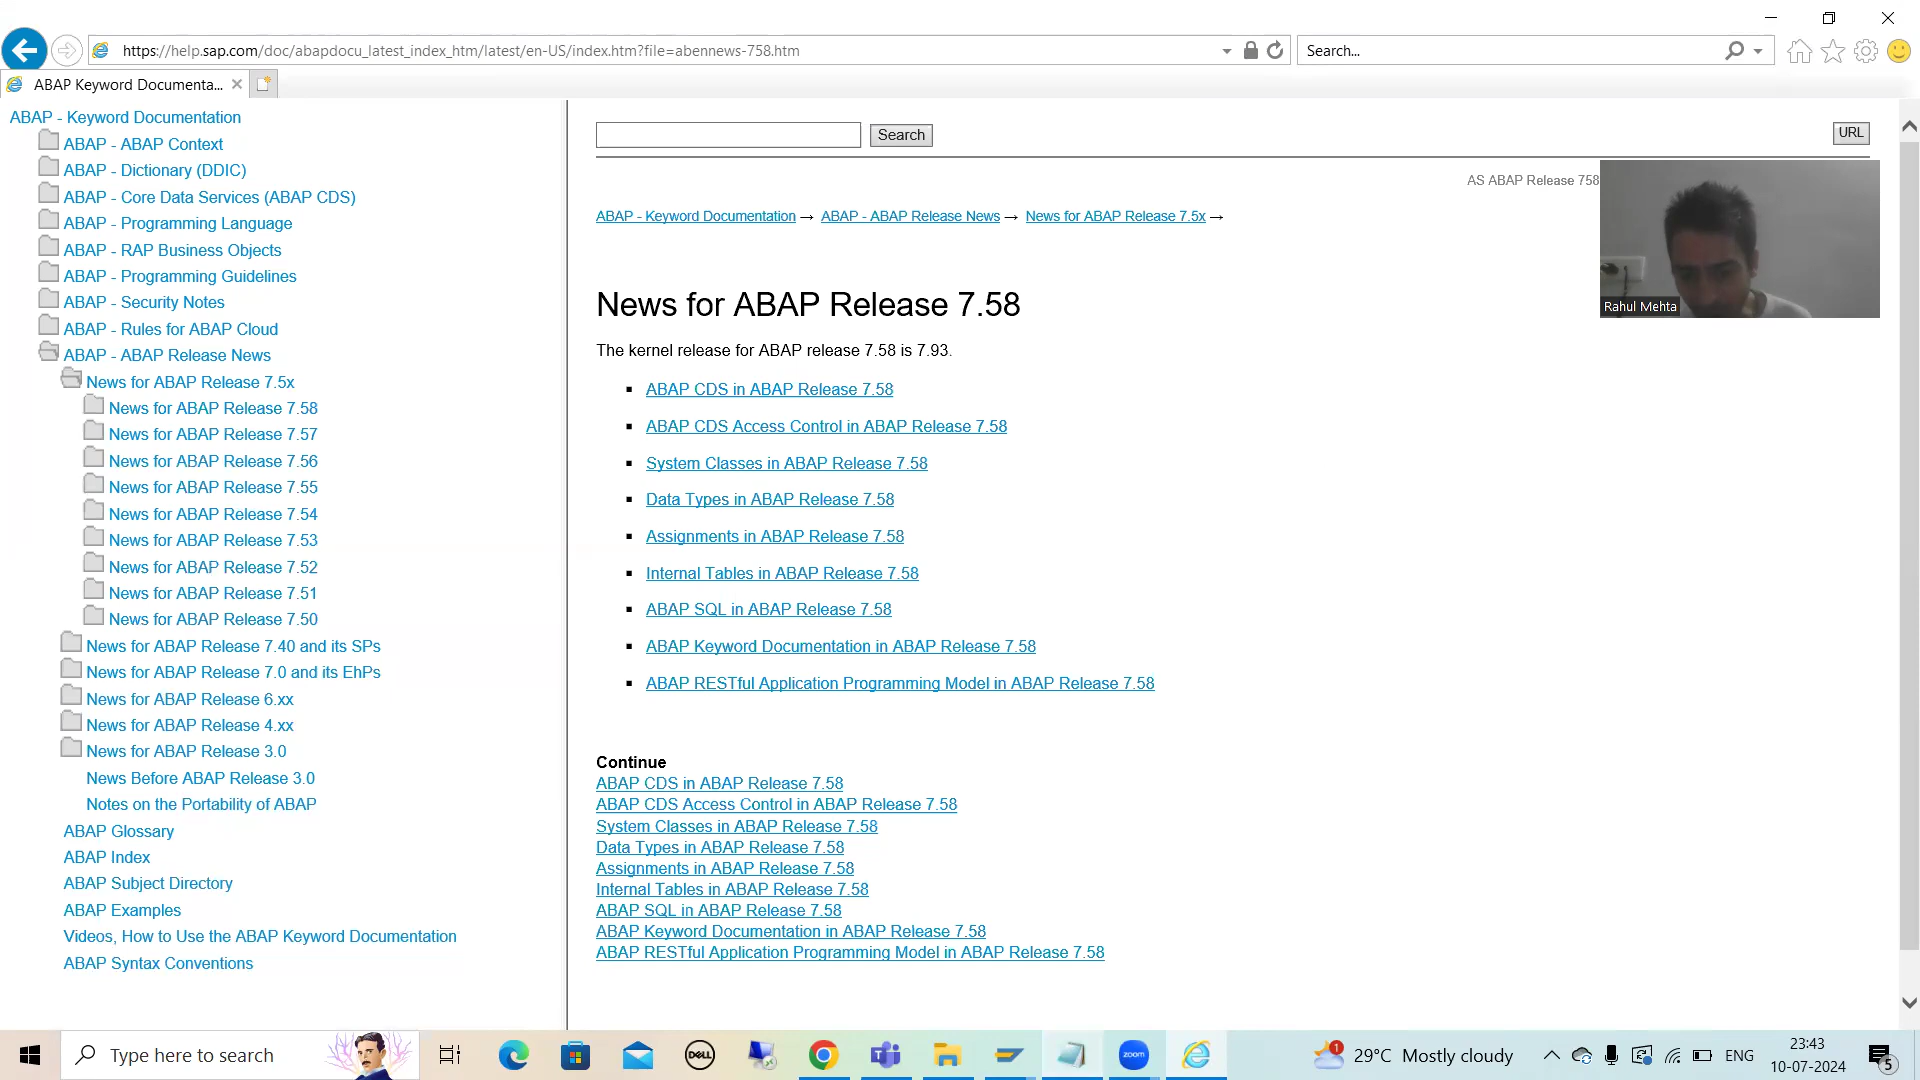 https://help.sap.com/doc/abapdocu_latest_index_htm/latest/en-US/index.htm?file=abennews-758.htm
Search...
ABAP Keyword Documenta...
ABAP - Keyword Documentation
ABAP - ABAP Context
ABAP - Dictionary (DDIC)
ABAP - Core Data Services (ABAP CDS)
ABAP - Programming Language
ABAP - RAP Business Objects
ABAP - Programming Guidelines
ABAP - Security Notes
ABAP - Rules for ABAP Cloud
ABAP - ABAP Release News
News for ABAP Release 7.5x
News for ABAP Release 7.58
News for ABAP Release 7.57
News for ABAP Release 7.56
News for ABAP Release 7.55
News for ABAP Release 7.54
News for ABAP Release 7.53
News for ABAP Release 7.52
News for ABAP Release 7.51
News for ABAP Release 7.50
News for ABAP Release 7.40 and its SPs
News for ABAP Release 7.0 and its EhPs
News for ABAP Release 6.xx
News for ABAP Release 4.xx
News for ABAP Release 3.0
News Before ABAP Release 3.0
Notes on the Portability of ABAP
ABAP Glossary
ABAP Index
ABAP Subject Directory
ABAP Examples
Videos, How to Use the ABAP Keyword Documentation
ABAP Syntax Conventions
Search
URL
AS ABAP Release 758
ABAP - Keyword Documentation → ABAP - ABAP Release News → News for ABAP Release 7.5x →
Rahul Mehta
News for ABAP Release 7.58
The kernel release for ABAP release 7.58 is 7.93.
ABAP CDS in ABAP Release 7.58
ABAP CDS Access Control in ABAP Release 7.58
System Classes in ABAP Release 7.58
Data Types in ABAP Release 7.58
Assignments in ABAP Release 7.58
Internal Tables in ABAP Release 7.58
ABAP SQL in ABAP Release 7.58
ABAP Keyword Documentation in ABAP Release 7.58
ABAP RESTful Application Programming Model in ABAP Release 7.58
Continue
ABAP CDS in ABAP Release 7.58
ABAP CDS Access Control in ABAP Release 7.58
System Classes in ABAP Release 7.58
Data Types in ABAP Release 7.58
Assignments in ABAP Release 7.58
Internal Tables in ABAP Release 7.58
ABAP SQL in ABAP Release 7.58
ABAP Keyword Documentation in ABAP Release 7.58
ABAP RESTful Application Programming Model in ABAP Release 7.58
Type here to search
DELL
zoom
1
29°C Mostly cloudy
ENG
23:43
10-07-2024
5